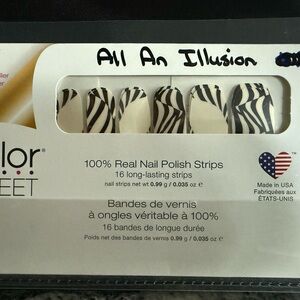 All An Illusion
ller
lor®
EET
100% Real Nail Polish Strips
16 long-lasting strips
nail strips net wt 0.99 g / 0.035 oz ℮
Bandes de vernis
à ongles véritable à 100%
16 bandes de longue durée
Poids net des bandes de vernis 0.99 g / 0.035 oz ℮
Made in USA
Fabriquées aux
ÉTATS-UNIS